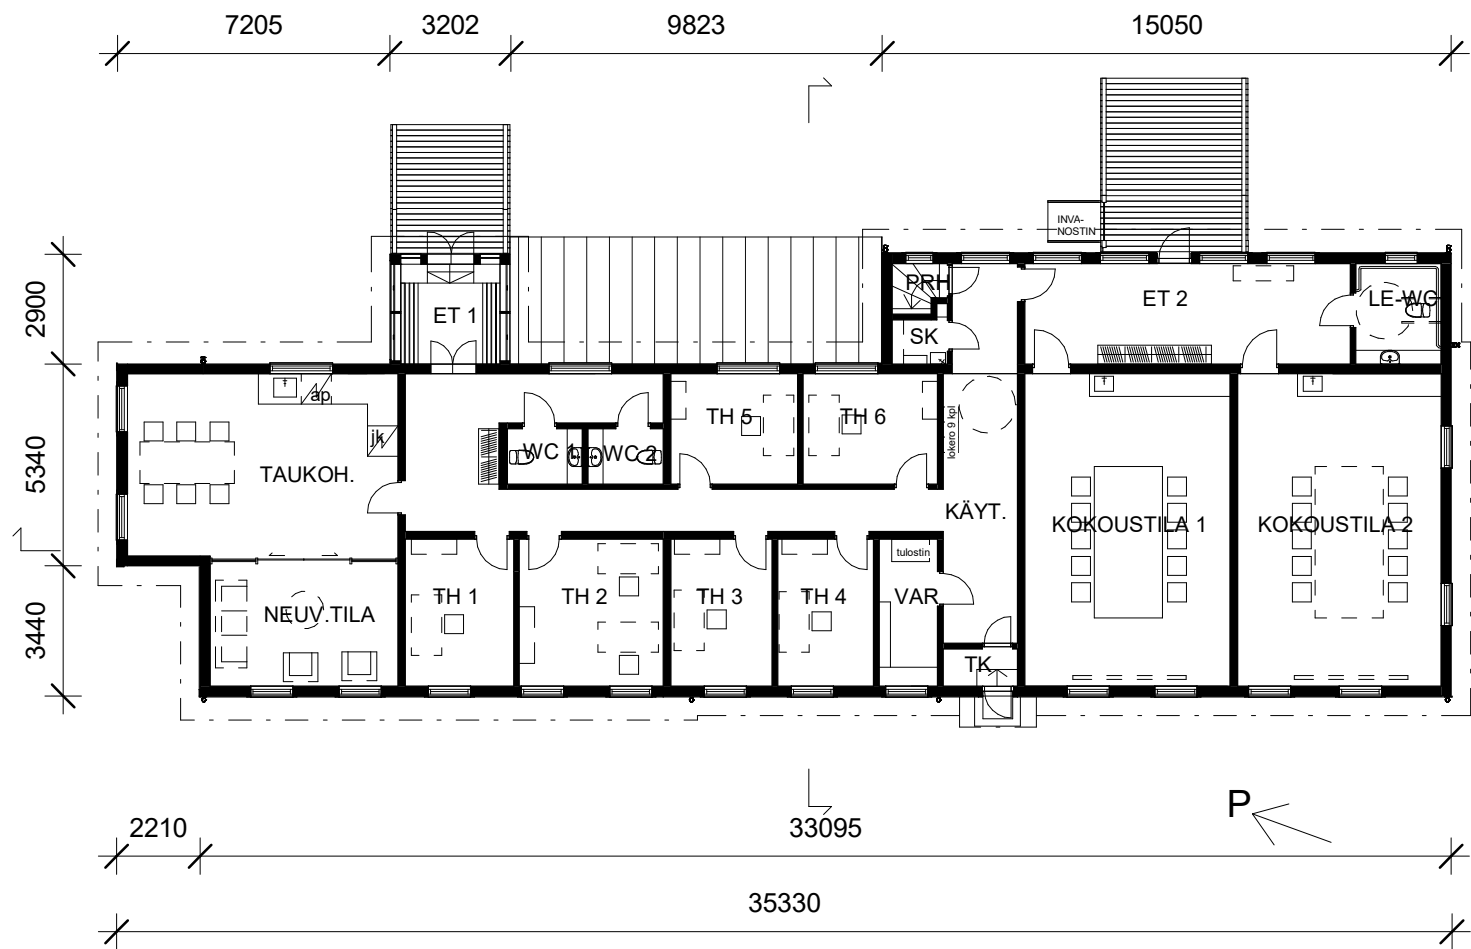 7205 3202 9823 15050
INVA-
NOSTIN
2900
PRH
ET 2
LE-WC
ET 1
SK
ap
jk
TH 5
TH 6
lokero 9 kpl
WC 1
WC 2
5340
TAUKOH.
KÄYT.
KOKOUSTILA 1
KOKOUSTILA 2
tulostin
3440
NEUV.TILA
TH 1
TH 2
TH 3
TH 4
VAR
TK
P
2210 33095
35330